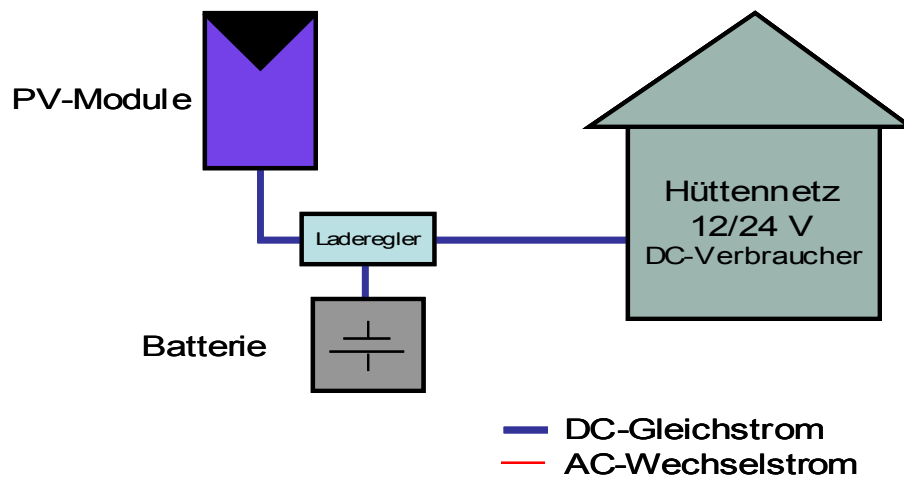 PV-Module
Hüttennetz
12/24 V
DC-Verbraucher
Laderegler
Batterie
DC-Gleichstrom
AC-Wechselstrom